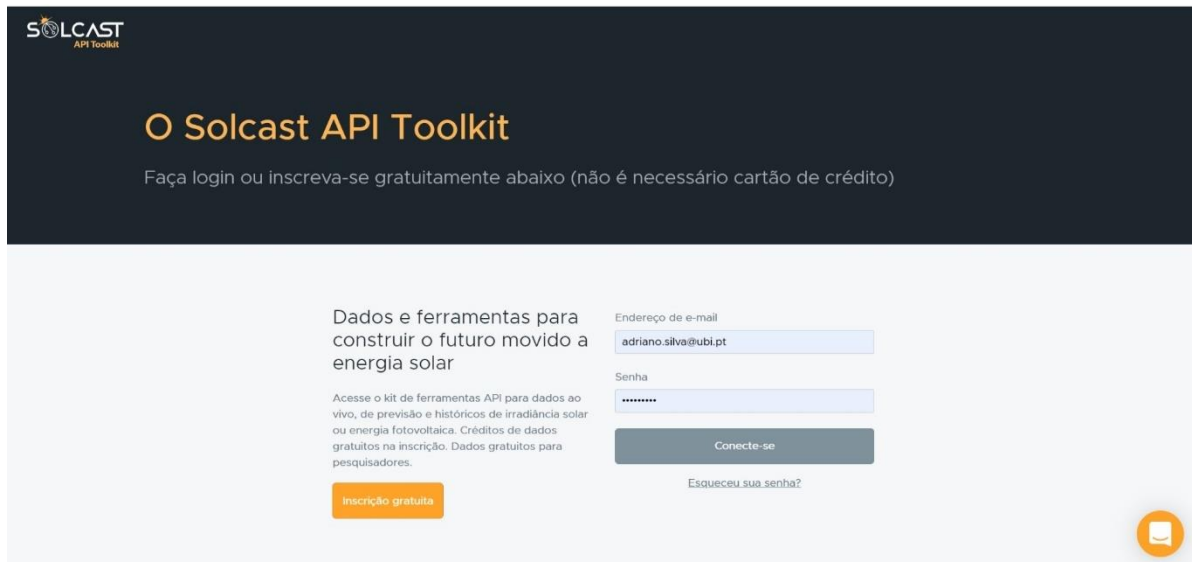 SOLCAST
API Toolkit
O Solcast API Toolkit
Faça login ou inscreva-se gratuitamente abaixo (não é necessário cartão de crédito)
Dados e ferramentas para
construir o futuro movido a
energia solar
Acesse o kit de ferramentas API para dados ao
vivo, de previsão e históricos de irradiância solar
ou energia fotovoltaica. Créditos de dados
gratuitos na inscrição. Dados gratuitos para
pesquisadores.
Inscrição gratuita
Endereço de e-mail
adriano.silva@ubi.pt
Senha
•••••••••
Conecte-se
Esqueceu sua senha?